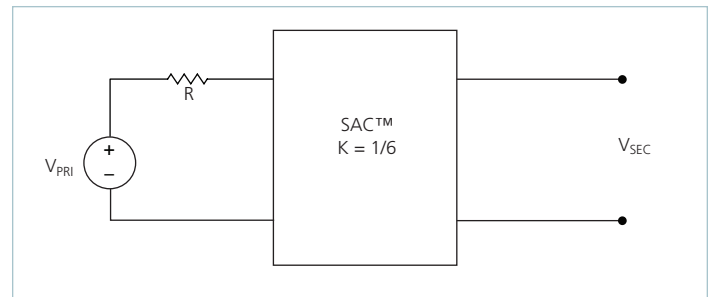 R
SAC™
K = 1/6
+
V_PRI
–
V_SEC